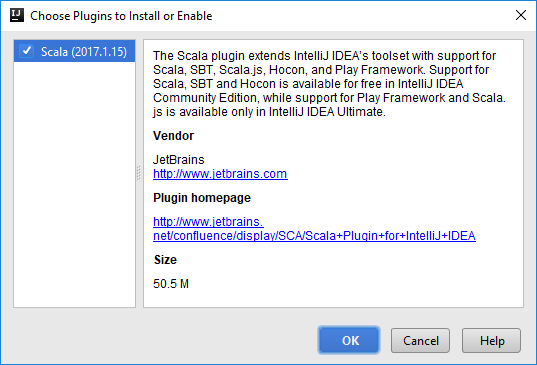 IJ
Choose Plugins to Install or Enable
Scala (2017.1.15)
The Scala plugin extends IntelliJ IDEA's toolset with support for
Scala, SBT, Scala.js, Hocon, and Play Framework. Support for
Scala, SBT and Hocon is available for free in IntelliJ IDEA
Community Edition, while support for Play Framework and Scala.
js is available only in IntelliJ IDEA Ultimate.
Vendor
JetBrains
http://www.jetbrains.com
Plugin homepage
http://www.jetbrains.
net/confluence/display/SCA/Scala+Plugin+for+IntelliJ+IDEA
Size
50.5 M
OK
Cancel
Help